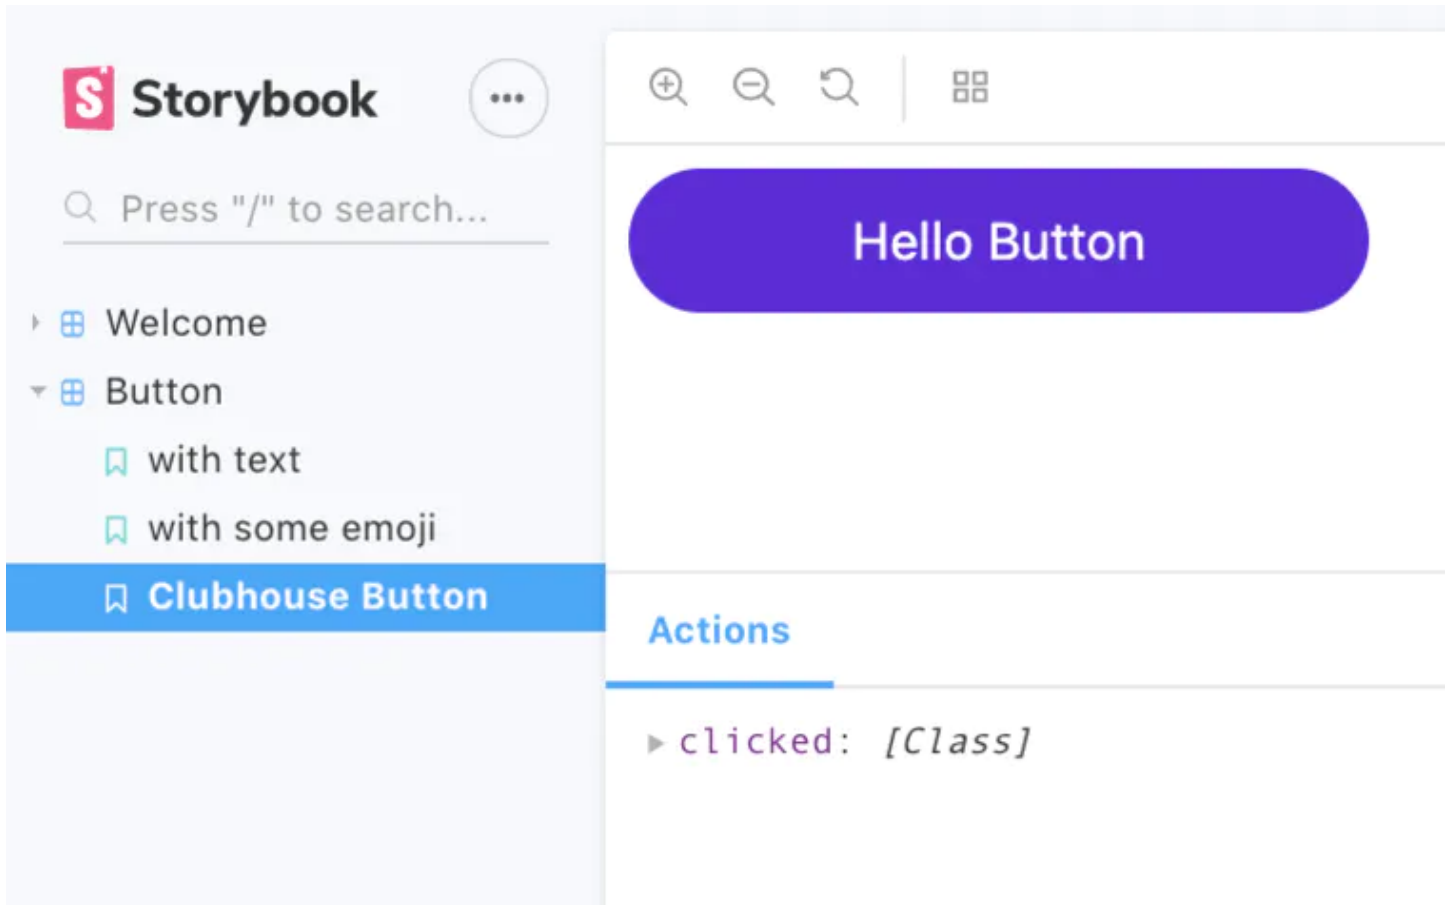 Storybook
Press "/" to search...
Welcome
Button
with text
with some emoji
Clubhouse Button
Hello Button
Actions
clicked: [Class]